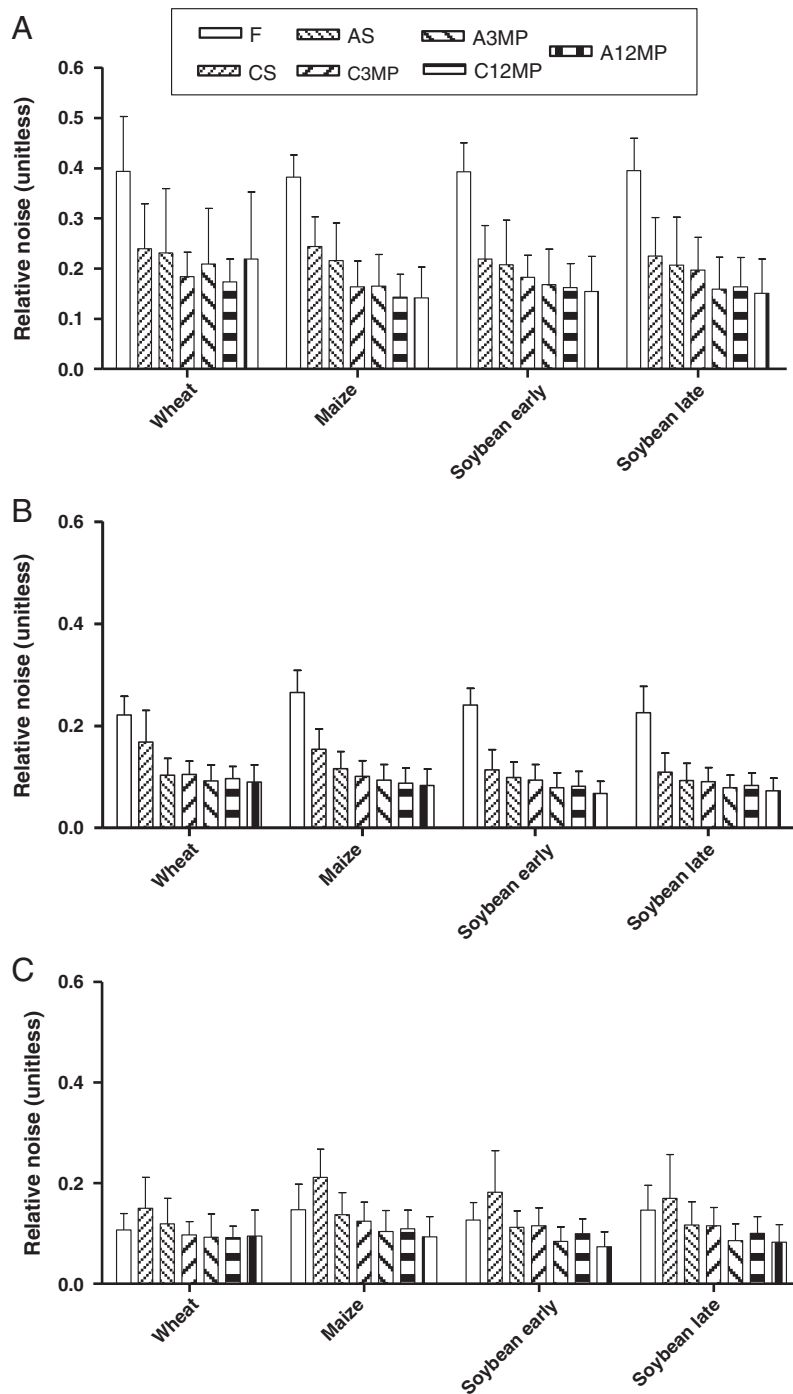 A
F AS A3MP A12MP
CS C3MP C12MP
Relative noise (unitless)
0.6
0.5
0.4
0.3
0.2
0.1
0.0
Wheat Maize Soybean early Soybean late
B
Relative noise (unitless)
0.6
0.4
0.2
0.0
Wheat Maize Soybean early Soybean late
C
Relative noise (unitless)
0.6
0.4
0.2
0.0
Wheat Maize Soybean early Soybean late